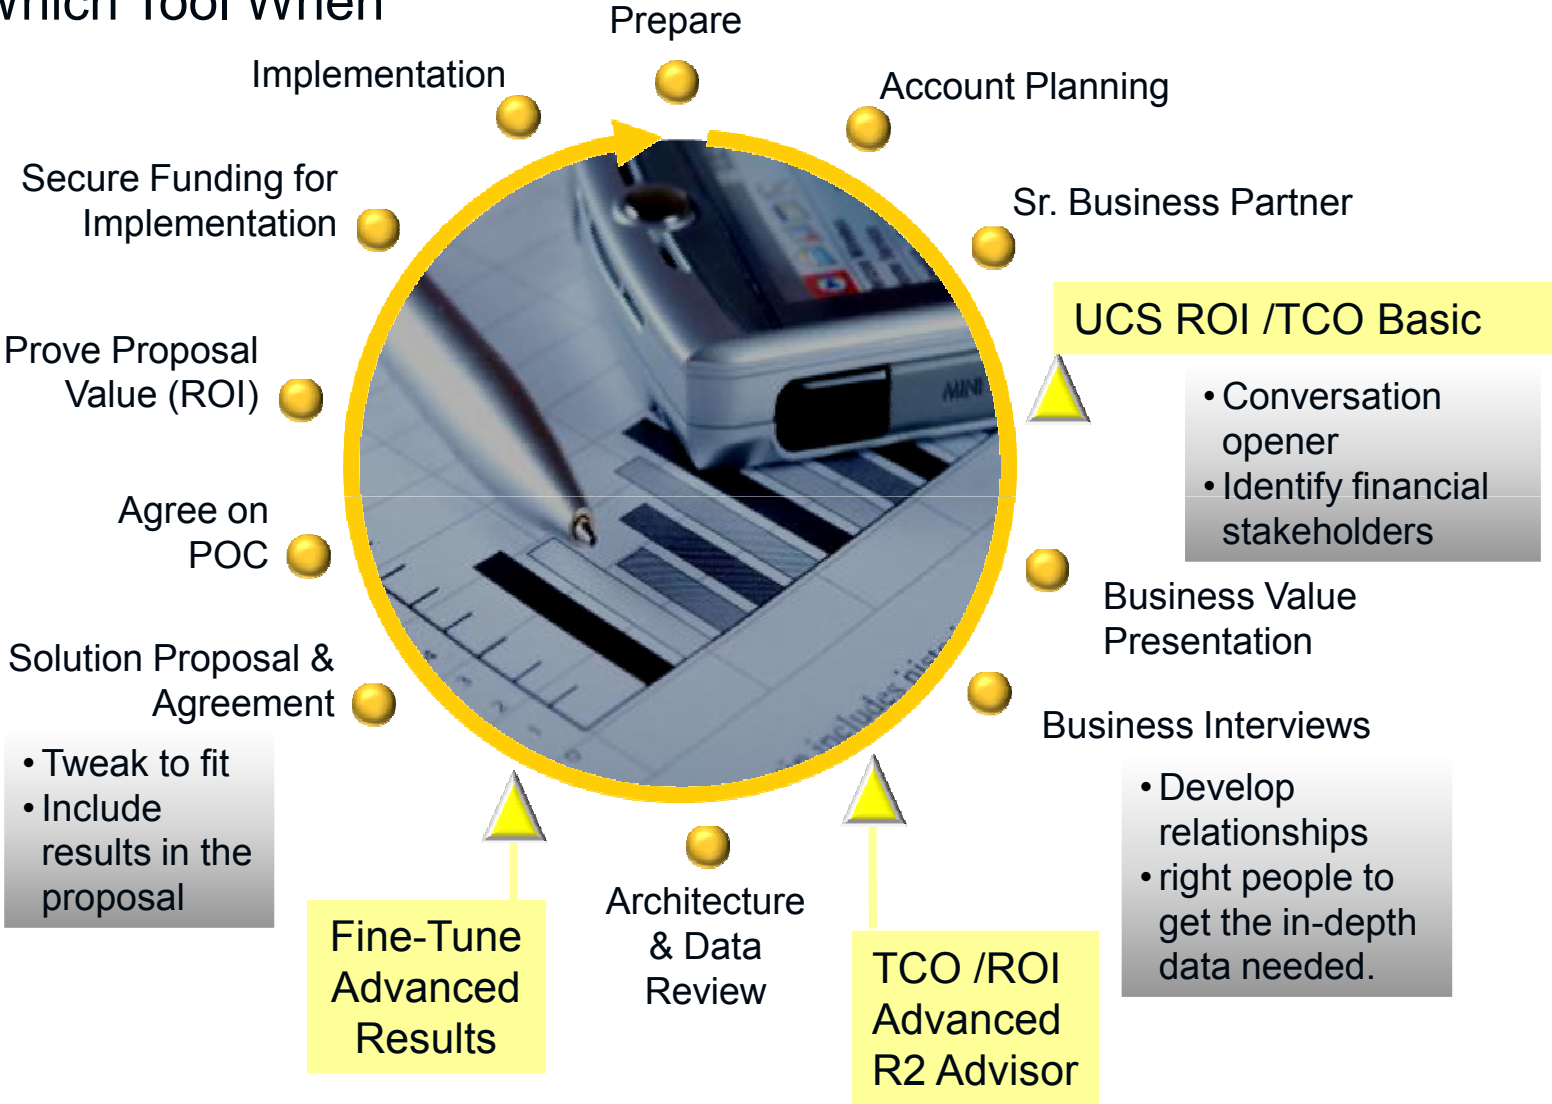 Which Tool When
Prepare
Implementation
Account Planning
Secure Funding for
Implementation
Sr. Business Partner
UCS ROI /TCO Basic
• Conversation
opener
• Identify financial
stakeholders
Prove Proposal
Value (ROI)
MINI
Agree on
POC
Business Value
Presentation
Solution Proposal &
Agreement
• Tweak to fit
• Include
results in the
proposal
includes
Business Interviews
• Develop
relationships
• right people to
get the in-depth
data needed.
Fine-Tune
Advanced
Results
Architecture
& Data
Review
TCO /ROI
Advanced
R2 Advisor